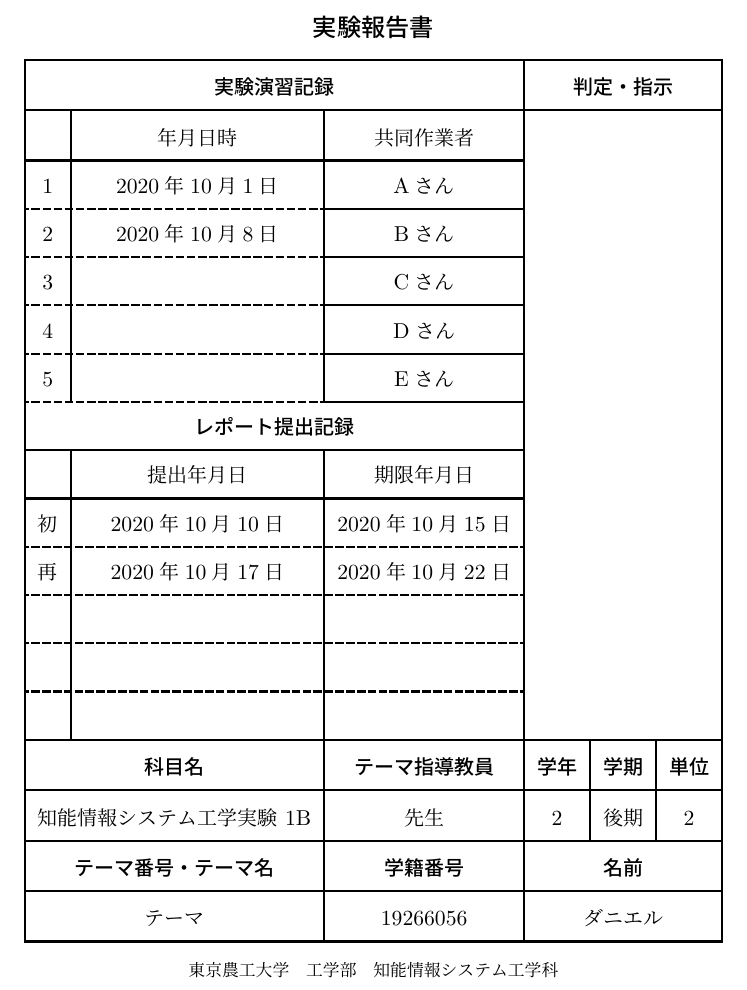 実験報告書
実験演習記録 判定・指示
年月日時 共同作業者
1 2020 年 10 月 1 日 A さん
2 2020 年 10 月 8 日 B さん
3 C さん
4 D さん
5 E さん
レポート提出記録
提出年月日 期限年月日
初 2020 年 10 月 10 日 2020 年 10 月 15 日
再 2020 年 10 月 17 日 2020 年 10 月 22 日
科目名 テーマ指導教員 学年 学期 単位
知能情報システム工学実験 1B 先生 2 後期 2
テーマ番号・テーマ名 学籍番号 名前
テーマ 19266056 ダニエル
東京農工大学　工学部　知能情報システム工学科